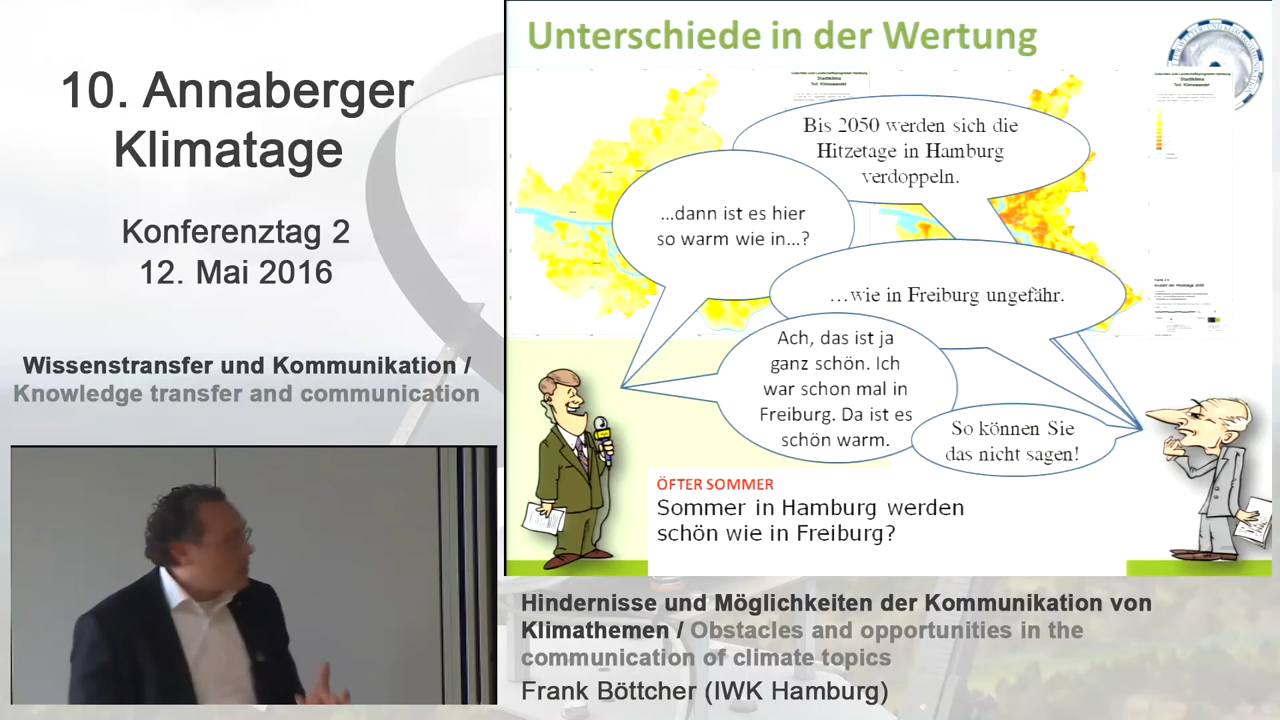 10. Annaberger
Klimatage
Konferenztag 2
12. Mai 2016
Wissenstransfer und Kommunikation /
Knowledge transfer and communication
Unterschiede in der Wertung
Stadtklima
Bis 2050 werden sich die
Hitzetage in Hamburg
verdoppeln.
...dann ist es hier
so warm wie in...?
...wie in Freiburg ungefähr.
Ach, das ist ja
ganz schön. Ich
war schon mal in
Freiburg. Da ist es
schön warm.
So können Sie
das nicht sagen!
ÖFTER SOMMER
Sommer in Hamburg werden
schön wie in Freiburg?
Hindernisse und Möglichkeiten der Kommunikation von
Klimathemen / Obstacles and opportunities in the
communication of climate topics
Frank Böttcher (IWK Hamburg)